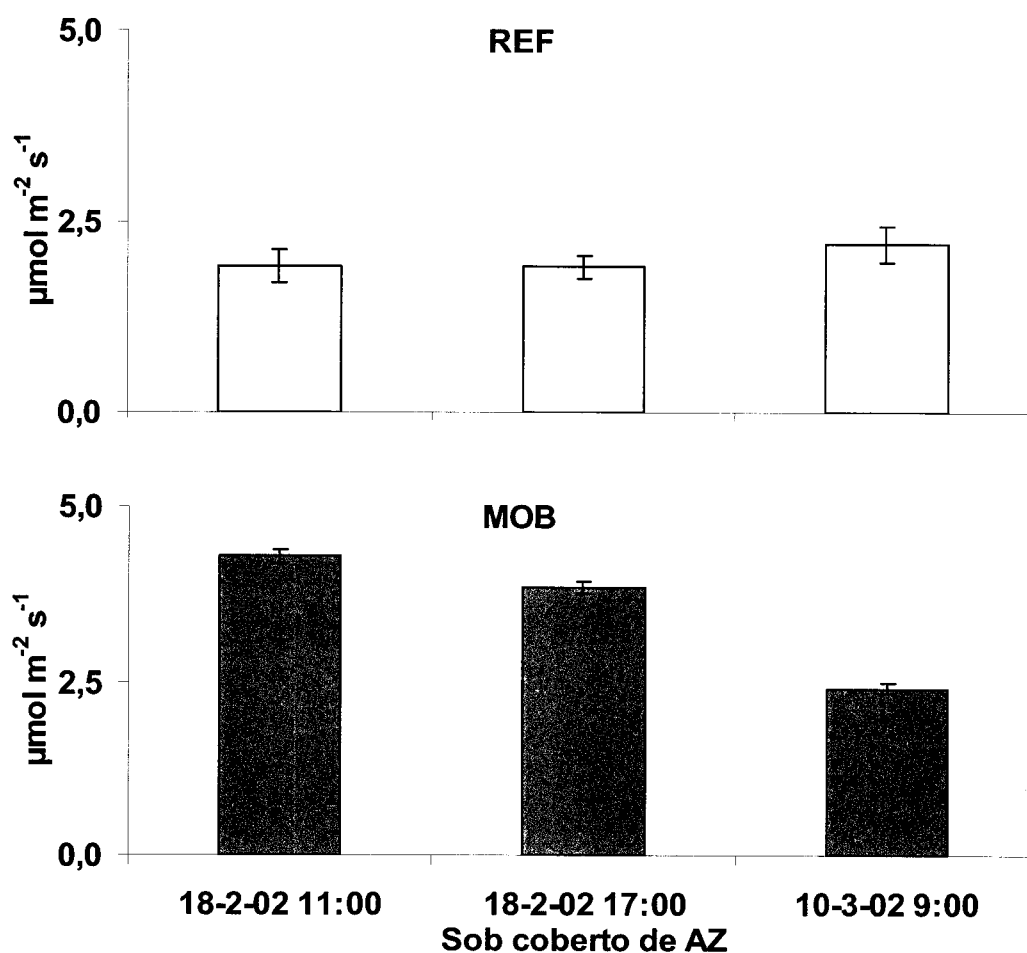 5,0
REF
µmol m⁻² s⁻¹
2,5
0,0
5,0
MOB
µmol m⁻² s⁻¹
2,5
0,0
18-2-02 11:00
18-2-02 17:00
10-3-02 9:00
Sob coberto de AZ